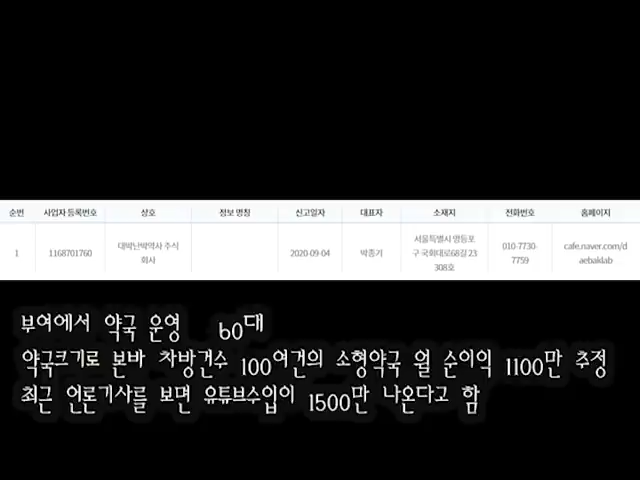 순번 사업자 등록번호 상호 정보 명칭 신고일자 대표자 소재지 전화번호 홈페이지
1 1168701760 대박난박약사 주식회사 2020-09-04 박종기 서울특별시 영등포구 국회대로68길 23 308호 010-7730-7759 cafe.naver.com/daebaklab
부여에서 약국 운영 60대
약국크기로 본바 차방건수 100여건의 소형약국 월 순이익 1100만 추정
최근 언론기사를 보면 유튜브수입이 1500만 나온다고 함